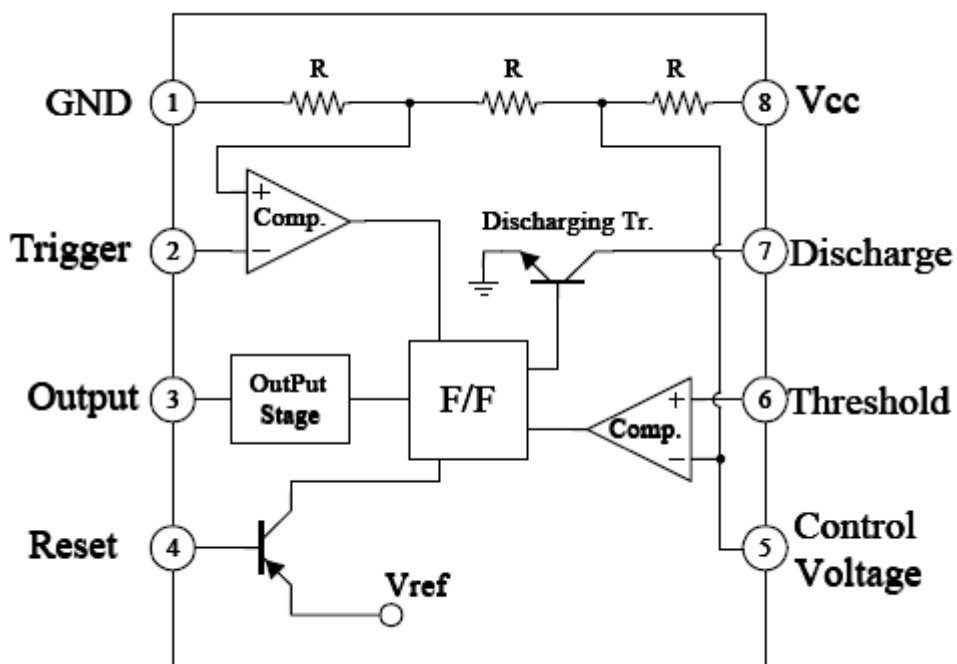 R R R
GND 1 8 Vcc
+
Comp.
−
Discharging Tr.
Trigger 2 7 Discharge
Output 3 OutPut
Stage
F/F
+
Comp.
−
6 Threshold
Reset 4 5 Control
Voltage
Vref